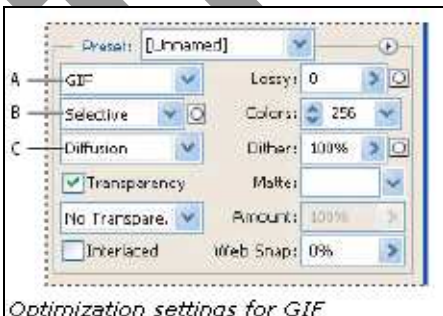 Preset: [Unnamed]
A GIF Lossy: 0
B Selective Colors: 256
C Diffusion Dither: 100%
Transparency Matte:
No Transpare. Amount: 100%
Interlaced Web Snap: 0%
Optimization settings for GIF